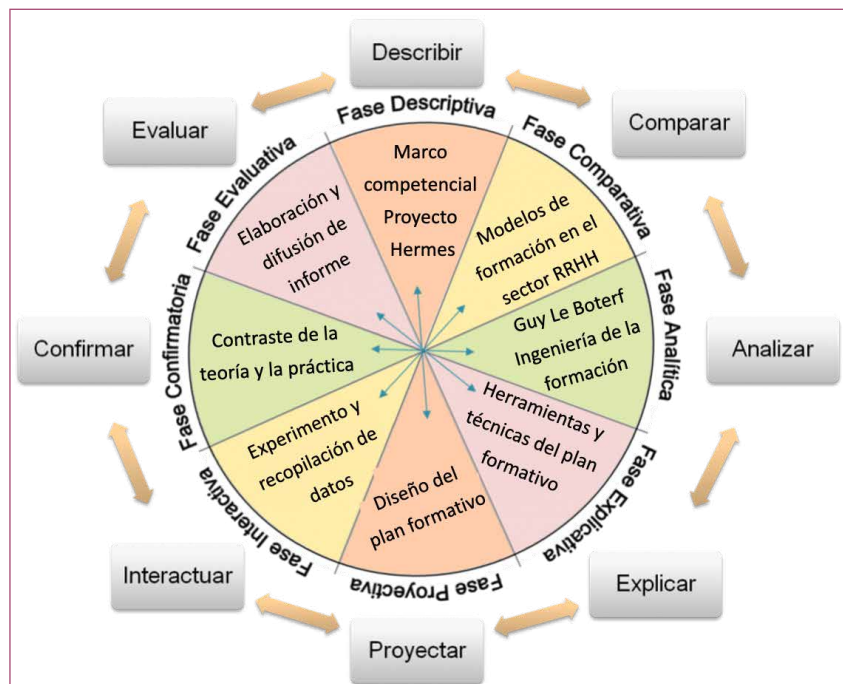 Describir
Comparar
Analizar
Explicar
Proyectar
Interactuar
Confirmar
Evaluar
Fase Descriptiva
Fase Comparativa
Fase Analítica
Fase Explicativa
Fase Proyectiva
Fase Interactiva
Fase Confirmatoria
Fase Evaluativa
Marco
competencial
Proyecto
Hermes
Modelos de
formación en el
sector RRHH
Guy Le Boterf
Ingeniería de la
formación
Herramientas y
técnicas del plan
formativo
Diseño del
plan formativo
Experimento y
recopilación de
datos
Contraste de la
teoría y la práctica
Elaboración y
difusión de
informe